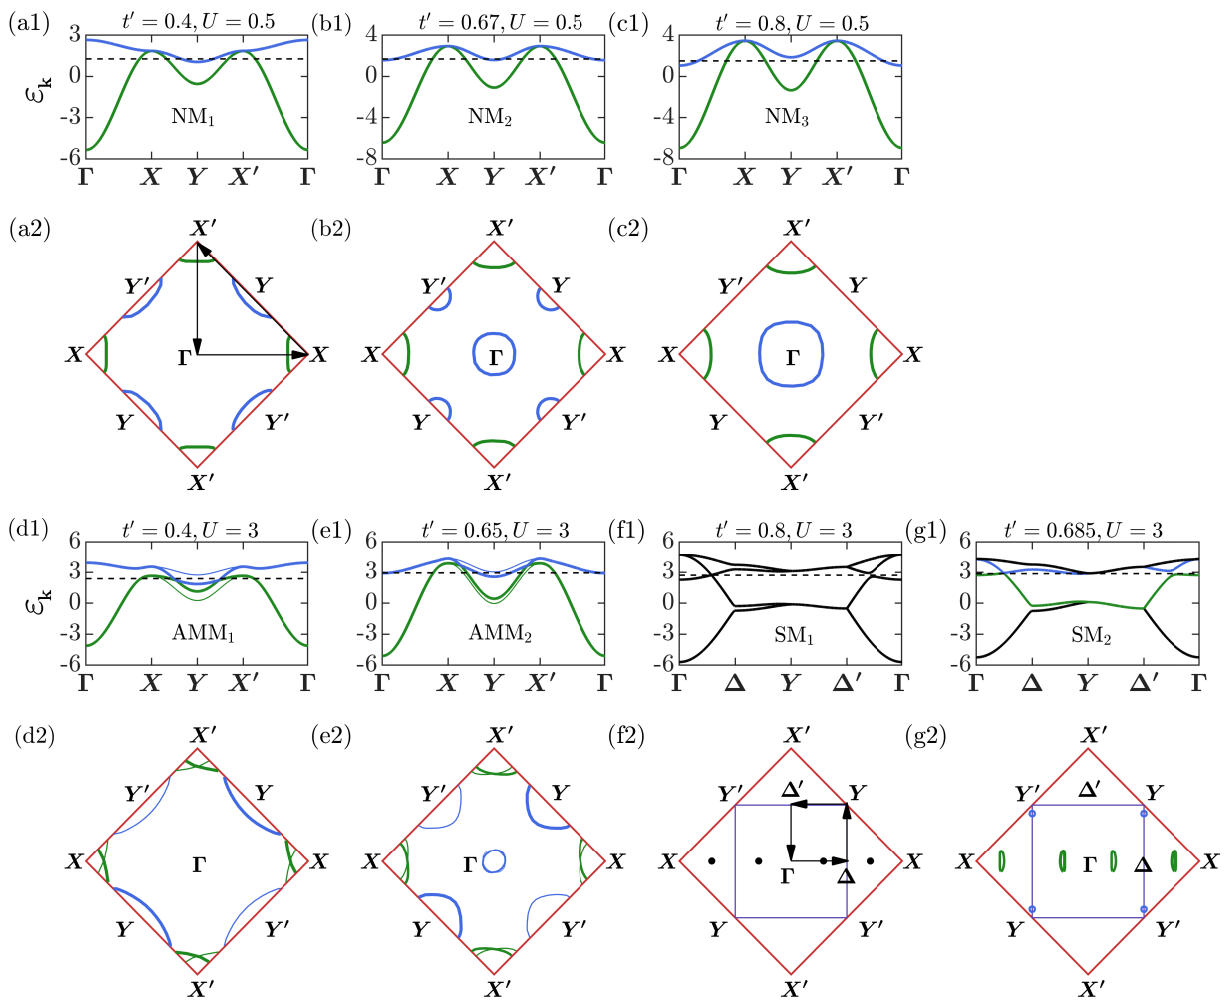 (a1) t′ = 0.4, U = 0.5
3
0
-3
-6
ε_k
NM₁
Γ X Y X′ Γ
(b1) t′ = 0.67, U = 0.5
4
0
-4
-8
NM₂
Γ X Y X′ Γ
(c1) t′ = 0.8, U = 0.5
4
0
-4
-8
NM₃
Γ X Y X′ Γ
(a2)
X′
Y′ Y
X Γ X
Y Y′
X′
(b2)
X′
Y′ Y
X Γ X
Y Y′
X′
(c2)
X′
Y′ Y
X Γ X
Y Y′
X′
(d1) t′ = 0.4, U = 3
6
3
0
-3
-6
ε_k
AMM₁
Γ X Y X′ Γ
(e1) t′ = 0.65, U = 3
6
3
0
-3
-6
AMM₂
Γ X Y X′ Γ
(f1) t′ = 0.8, U = 3
6
3
0
-3
-6
SM₁
Γ Δ Y Δ′ Γ
(g1) t′ = 0.685, U = 3
6
3
0
-3
-6
SM₂
Γ Δ Y Δ′ Γ
(d2)
X′
Y′ Y
X Γ X
Y Y′
X′
(e2)
X′
Y′ Y
X Γ X
Y Y′
X′
(f2)
X′
Y′ Δ′ Y
X Γ Δ X
Y Y′
X′
(g2)
X′
Y′ Δ′ Y
X Γ Δ X
Y Y′
X′